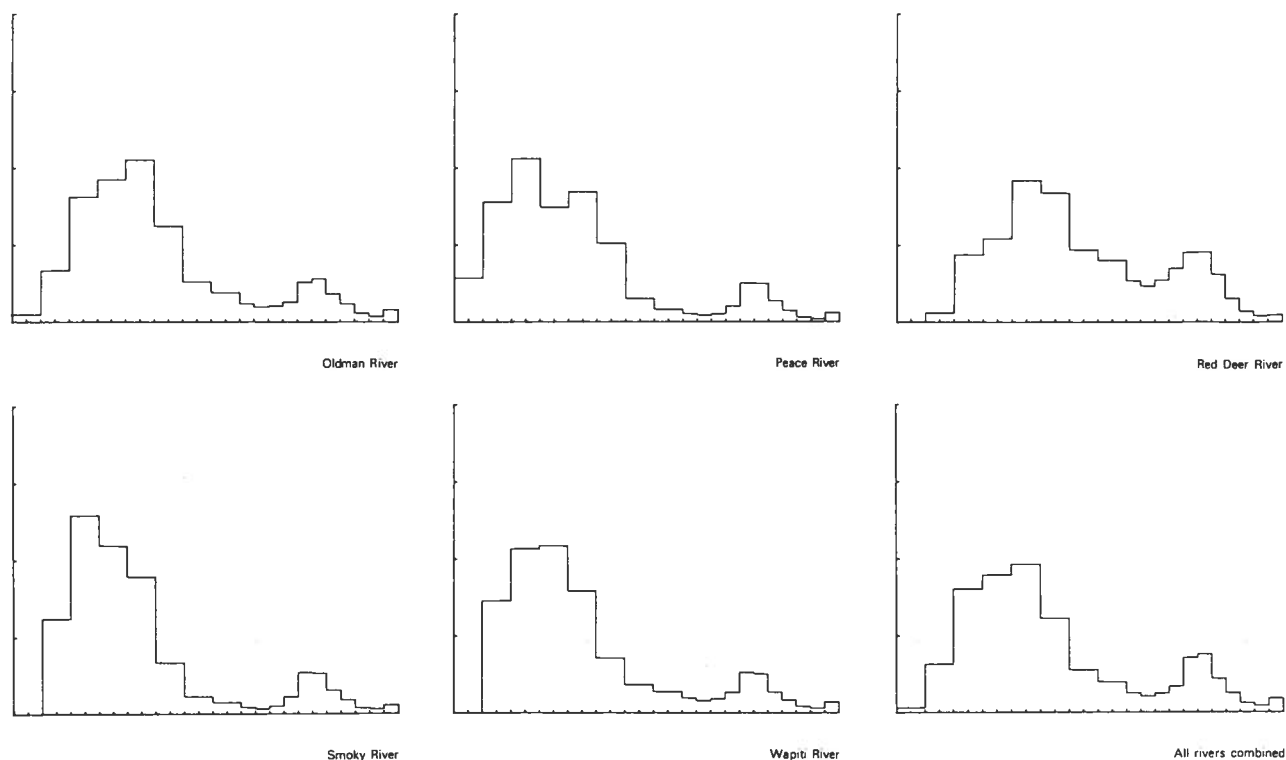 Oldman River
Peace River
Red Deer River
Smoky River
Wapiti River
All rivers combined